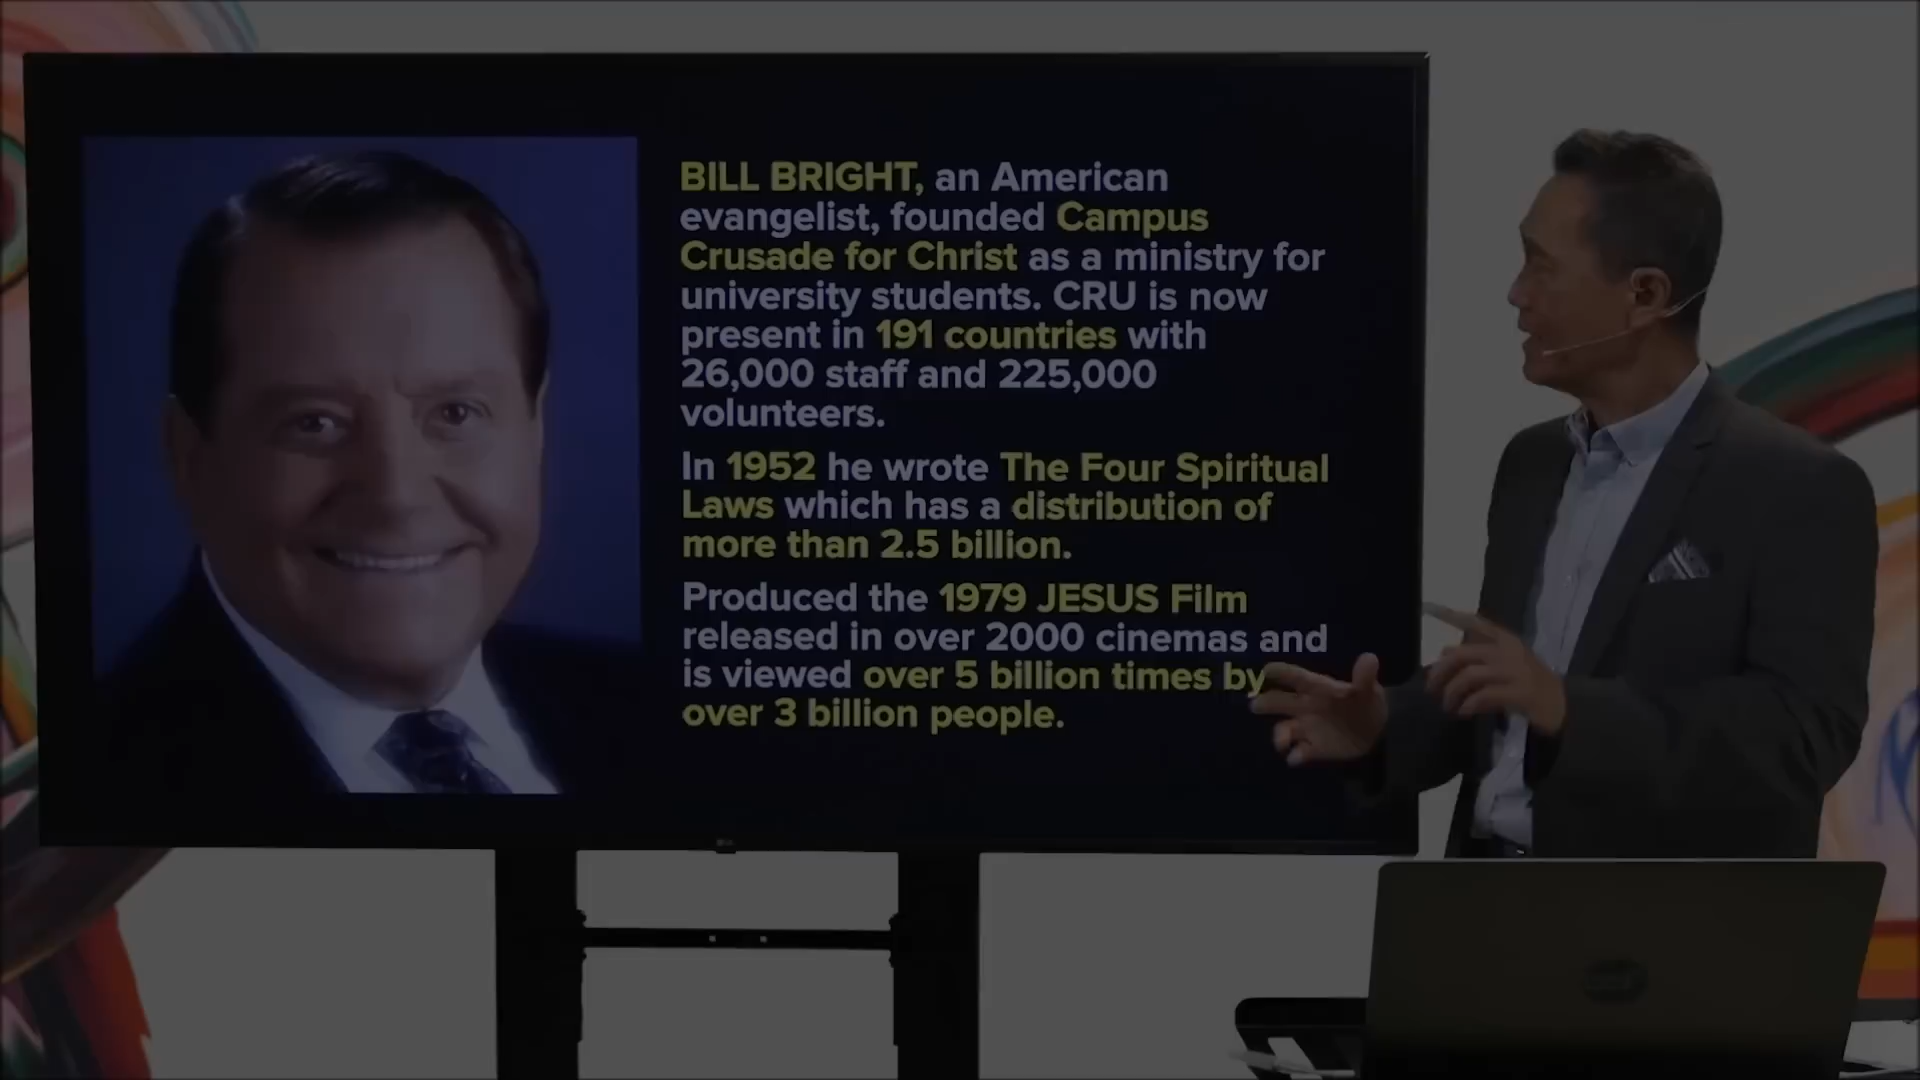 BILL BRIGHT, an American
evangelist, founded Campus
Crusade for Christ as a ministry for
university students. CRU is now
present in 191 countries with
26,000 staff and 225,000
volunteers.
In 1952 he wrote The Four Spiritual
Laws which has a distribution of
more than 2.5 billion.
Produced the 1979 JESUS Film
released in over 2000 cinemas and
is viewed over 5 billion times by
over 3 billion people.